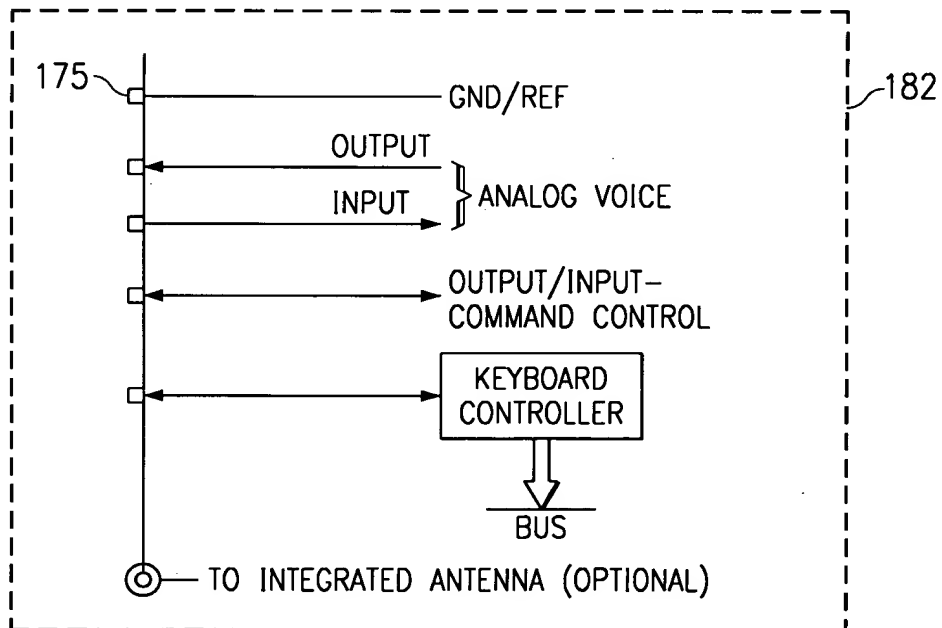 175
GND/REF
182
OUTPUT
INPUT
ANALOG VOICE
OUTPUT/INPUT-
COMMAND CONTROL
KEYBOARD
CONTROLLER
BUS
TO INTEGRATED ANTENNA (OPTIONAL)